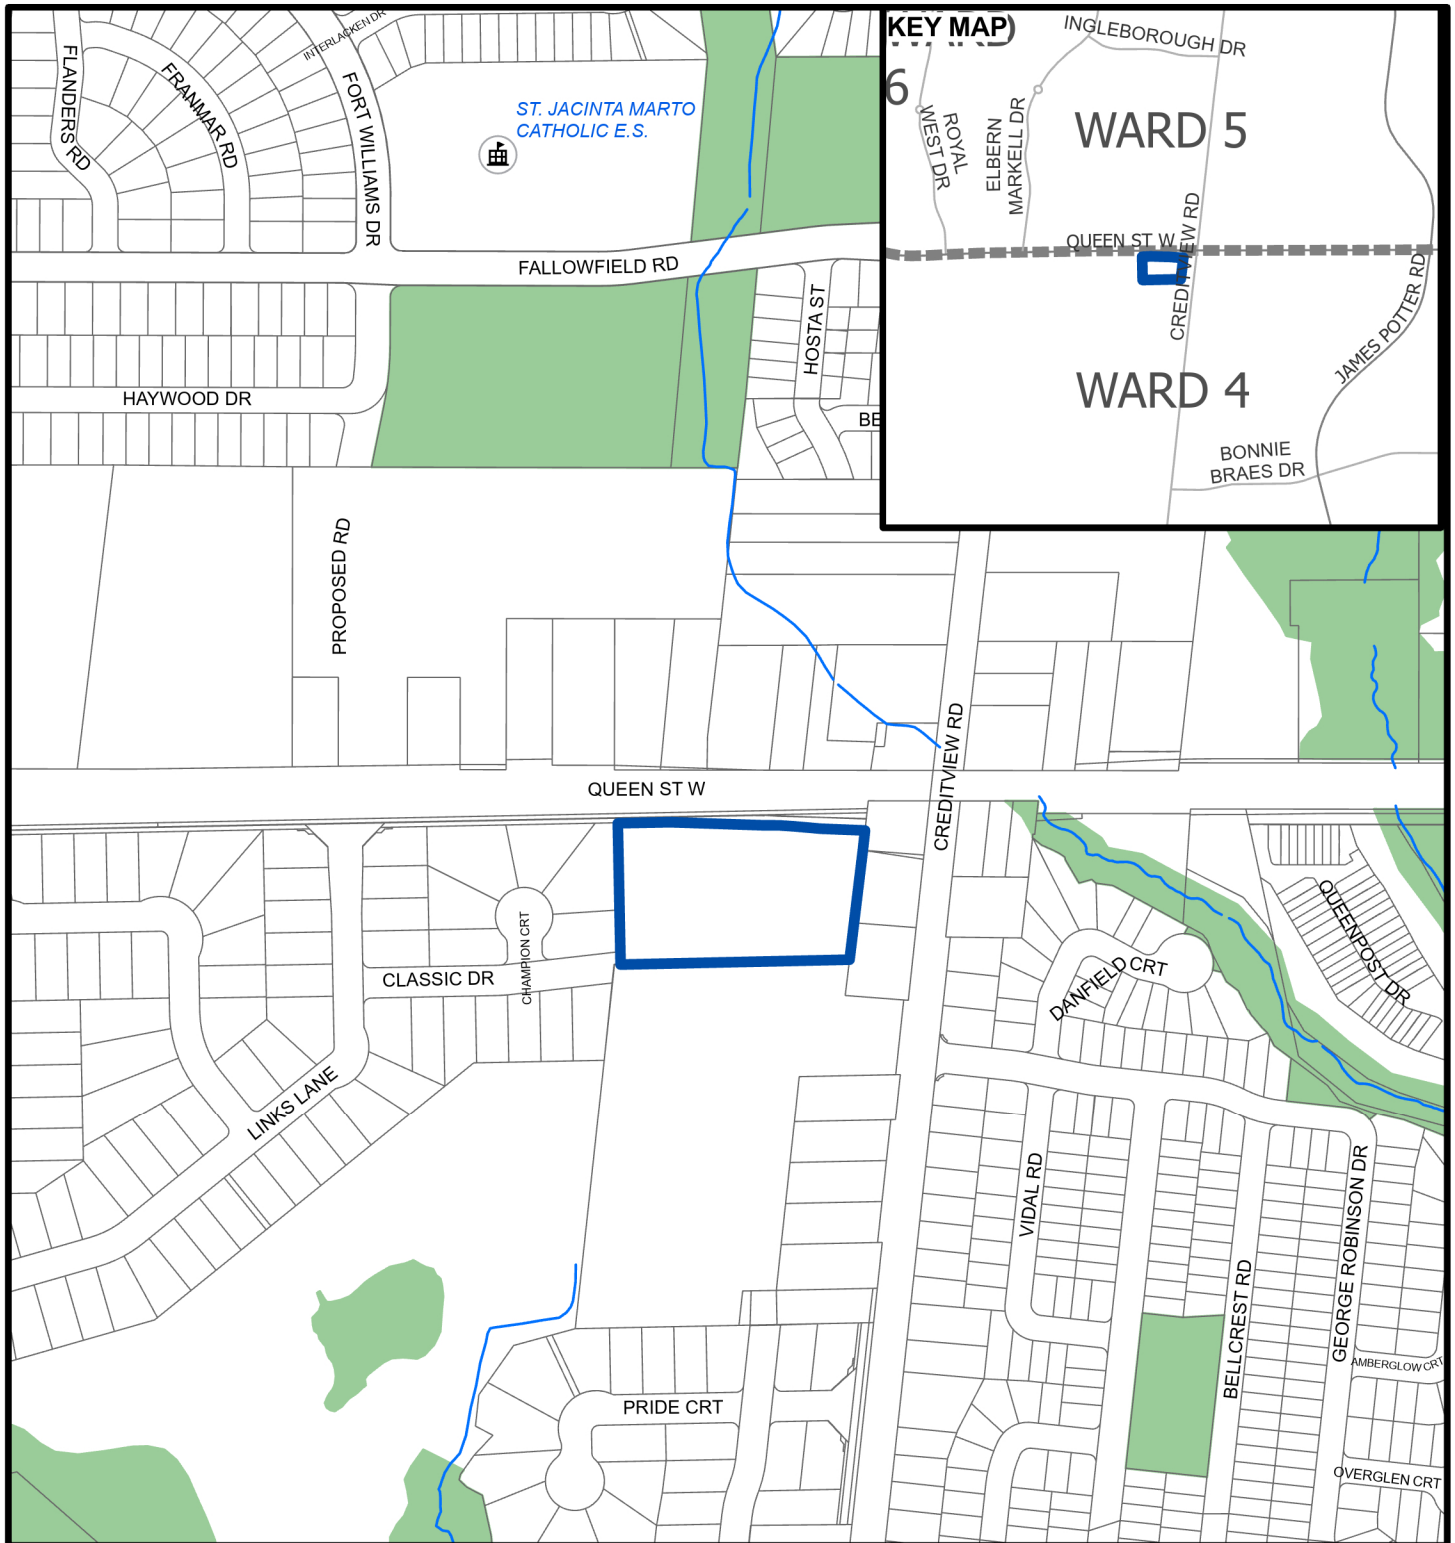 KEY MAP
WARD
6
INGLEBOROUGH DR
ROYAL
WEST DR
ELBERN
MARKELL DR
WARD 5
CREDITVIEW RD
QUEEN ST W
JAMES POTTER RD
WARD 4
BONNIE
BRAES DR
FLANDERS RD
FRANMAR RD
INTERLACKEN DR
FORT WILLIAMS DR
ST. JACINTA MARTO
CATHOLIC E.S.
FALLOWFIELD RD
HOSTA ST
HAYWOOD DR
BE
PROPOSED RD
QUEEN ST W
CREDITVIEW RD
CHAMPION CRT
CLASSIC DR
LINKS LANE
QUEENPOST DR
DANFIELD CRT
VIDAL RD
BELLCREST RD
GEORGE ROBINSON DR
AMBERGLOW CRT
PRIDE CRT
OVERGLEN CRT